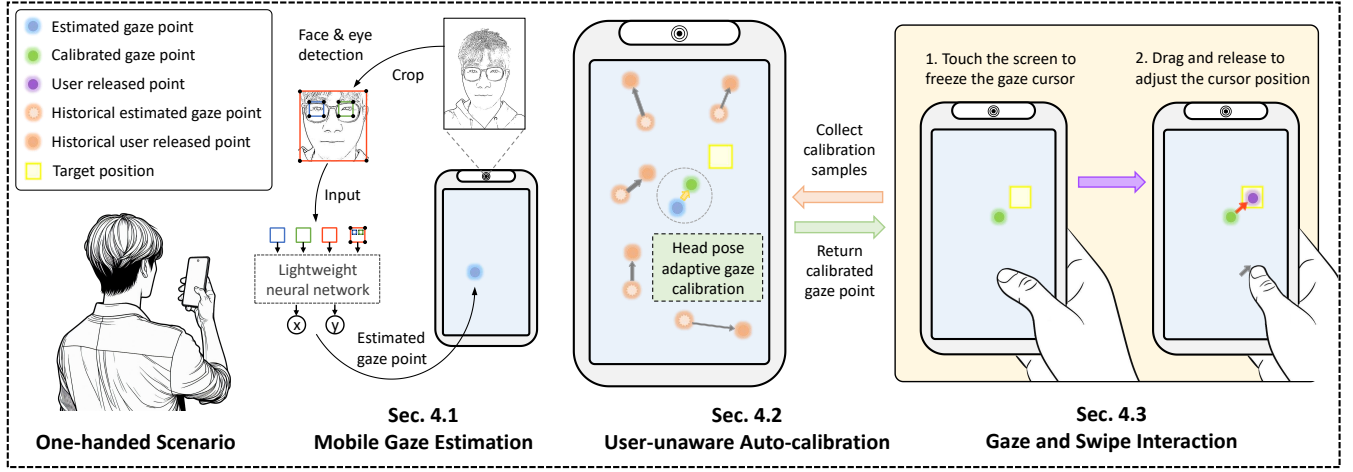 Estimated gaze point
Calibrated gaze point
User released point
Historical estimated gaze point
Historical user released point
Target position
One-handed Scenario
Face & eye
detection
Crop
Input
Lightweight
neural network
x
y
Estimated
gaze point
Sec. 4.1
Mobile Gaze Estimation
Head pose
adaptive gaze
calibration
Sec. 4.2
User-unaware Auto-calibration
Collect
calibration
samples
Return
calibrated
gaze point
1. Touch the screen to
freeze the gaze cursor
2. Drag and release to
adjust the cursor position
Sec. 4.3
Gaze and Swipe Interaction